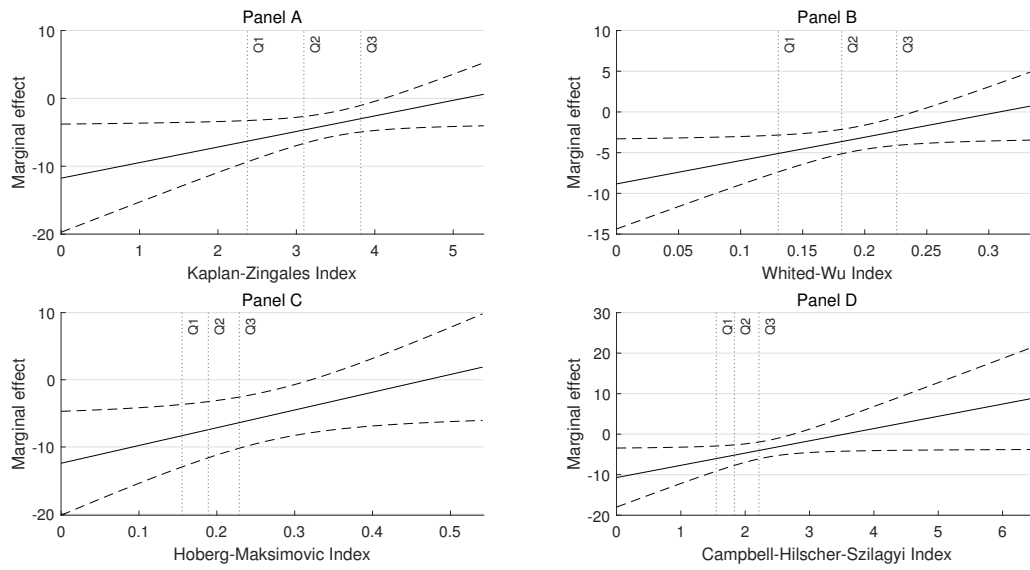 Panel A
Marginal effect
10
0
-10
-20
Q1
Q2
Q3
0 1 2 3 4 5
Kaplan-Zingales Index
Panel B
Marginal effect
10
5
0
-5
-10
-15
Q1
Q2
Q3
0 0.05 0.1 0.15 0.2 0.25 0.3
Whited-Wu Index
Panel C
Marginal effect
10
0
-10
-20
Q1
Q2
Q3
0 0.1 0.2 0.3 0.4 0.5
Hoberg-Maksimovic Index
Panel D
Marginal effect
30
20
10
0
-10
-20
Q1
Q2
Q3
0 1 2 3 4 5 6
Campbell-Hilscher-Szilagyi Index